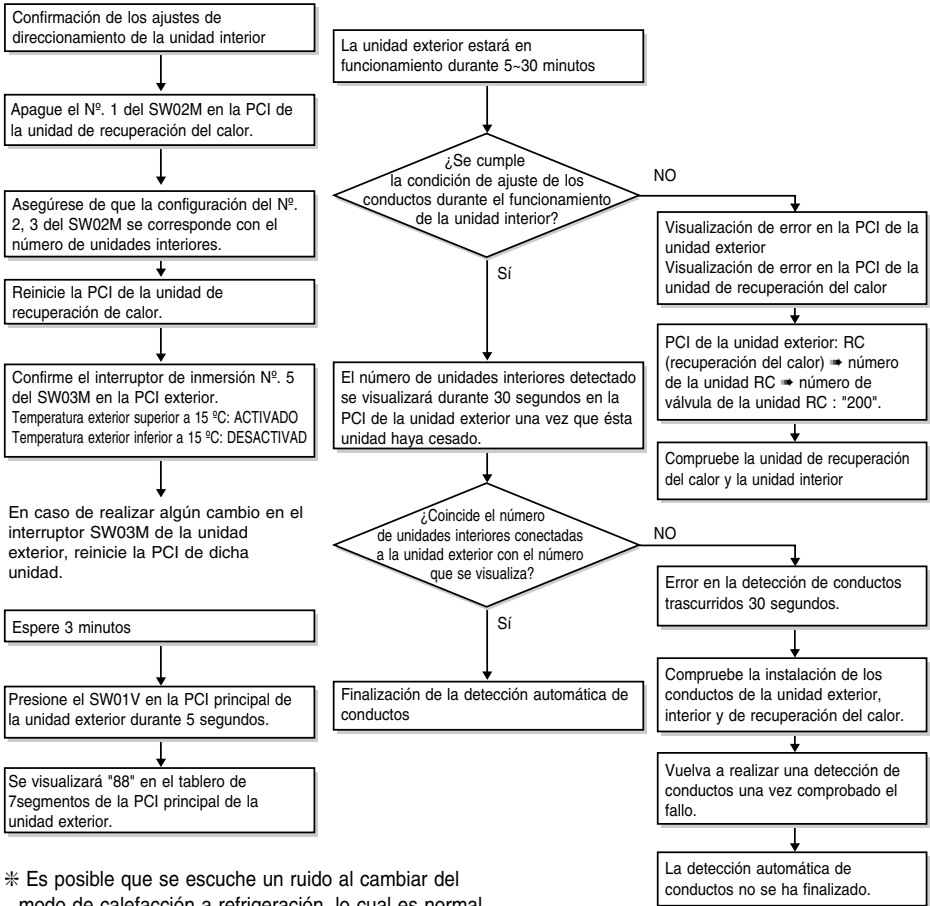 Confirmación de los ajustes de
direccionamiento de la unidad interior
Apague el Nº. 1 del SW02M en la PCI de
la unidad de recuperación del calor.
Asegúrese de que la configuración del Nº.
2, 3 del SW02M se corresponde con el
número de unidades interiores.
Reinicie la PCI de la unidad de
recuperación de calor.
Confirme el interruptor de inmersión Nº. 5
del SW03M en la PCI exterior.
Temperatura exterior superior a 15 ºC: ACTIVADO
Temperatura exterior inferior a 15 ºC: DESACTIVAD
En caso de realizar algún cambio en el
interruptor SW03M de la unidad
exterior, reinicie la PCI de dicha
unidad.
Espere 3 minutos
Presione el SW01V en la PCI principal de
la unidad exterior durante 5 segundos.
Se visualizará "88" en el tablero de
7segmentos de la PCI principal de la
unidad exterior.
❈ Es posible que se escuche un ruido al cambiar del
modo de calefacción a refrigeración, lo cual es normal
La unidad exterior estará en
funcionamiento durante 5~30 minutos
¿Se cumple
la condición de ajuste de los
conductos durante el funcionamiento
de la unidad interior?
NO
Sí
El número de unidades interiores detectado
se visualizará durante 30 segundos en la
PCI de la unidad exterior una vez que ésta
unidad haya cesado.
¿Coincide el número
de unidades interiores conectadas
a la unidad exterior con el número
que se visualiza?
NO
Sí
Finalización de la detección automática de
conductos
Visualización de error en la PCI de la
unidad exterior
Visualización de error en la PCI de la
unidad de recuperación del calor
PCI de la unidad exterior: RC
(recuperación del calor) ➠ número
de la unidad RC ➠ número de
válvula de la unidad RC : "200".
Compruebe la unidad de recuperación
del calor y la unidad interior
Error en la detección de conductos
trascurridos 30 segundos.
Compruebe la instalación de los
conductos de la unidad exterior,
interior y de recuperación del calor.
Vuelva a realizar una detección de
conductos una vez comprobado el
fallo.
La detección automática de
conductos no se ha finalizado.